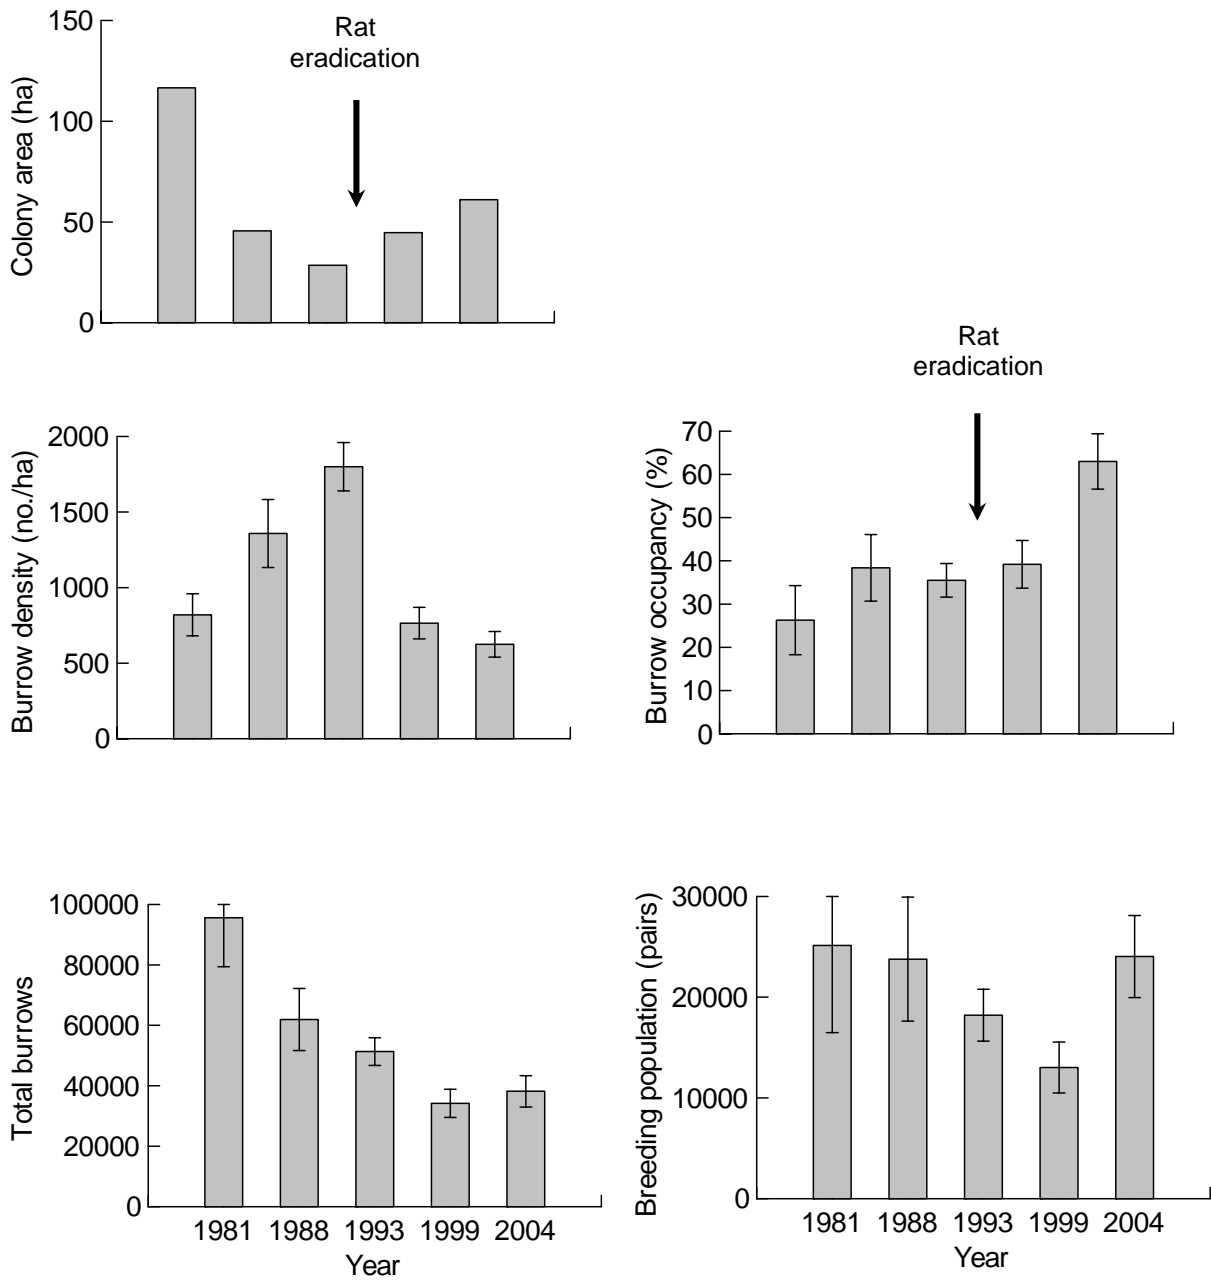 Rat
eradication
Colony area (ha)
150
100
50
0
Rat
eradication
Burrow density (no./ha)
2000
1500
1000
500
0
Burrow occupancy (%)
70
60
50
40
30
20
10
0
Total burrows
100000
80000
60000
40000
20000
0
1981 1988 1993 1999 2004
Year
Breeding population (pairs)
30000
20000
10000
0
1981 1988 1993 1999 2004
Year